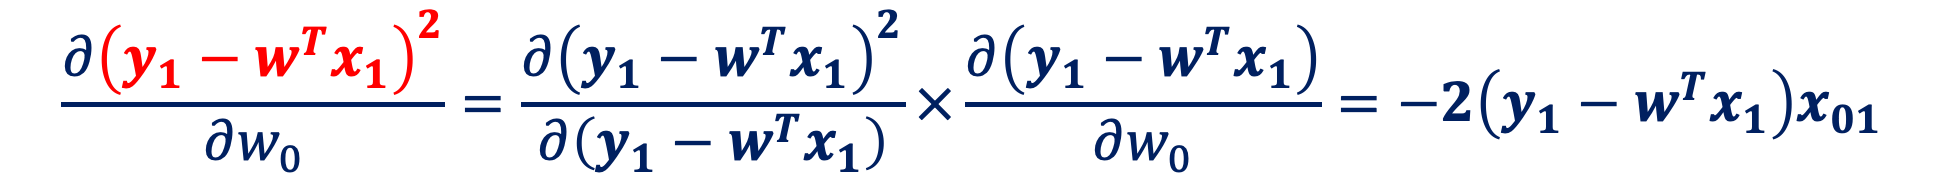 ∂(y₁ − wᵀx₁)²/∂w₀ = ∂(y₁ − wᵀx₁)²/∂(y₁ − wᵀx₁) × ∂(y₁ − wᵀx₁)/∂w₀ = −2(y₁ − wᵀx₁)x₀₁